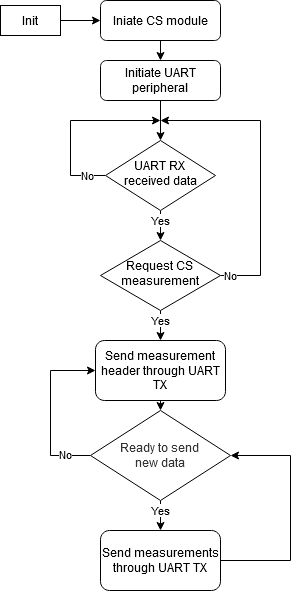 Init
Iniate CS module
Initiate UART
peripheral
UART RX
received data
No
Yes
Request CS
measurement
No
Yes
Send measurement
header through UART
TX
Ready to send
new data
No
Yes
Send measurements
through UART TX